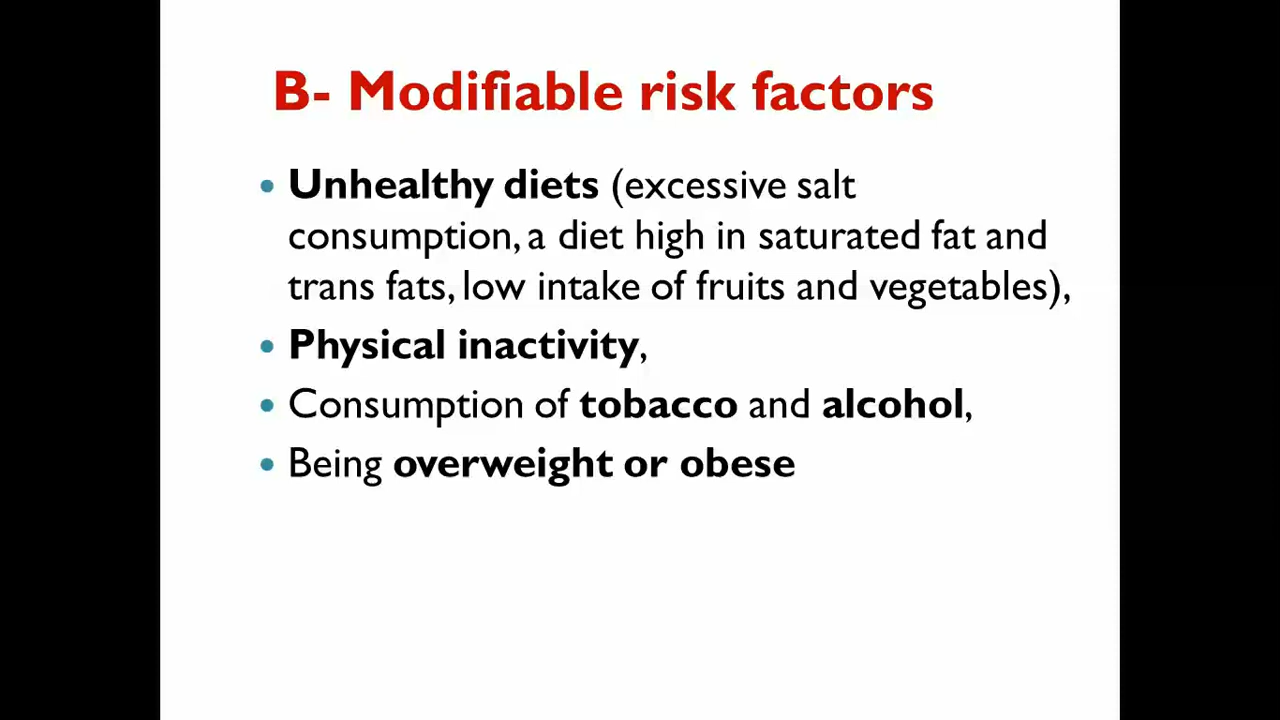 B- Modifiable risk factors
• Unhealthy diets (excessive salt
consumption, a diet high in saturated fat and
trans fats, low intake of fruits and vegetables),
• Physical inactivity,
• Consumption of tobacco and alcohol,
• Being overweight or obese